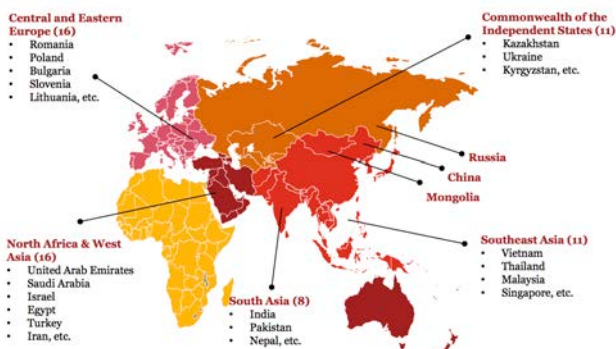 Central and Eastern
Europe (16)
• Romania
• Poland
• Bulgaria
• Slovenia
• Lithuania, etc.
Commonwealth of the
Independent States (11)
• Kazakhstan
• Ukraine
• Kyrgyzstan, etc.
Russia
China
Mongolia
North Africa & West
Asia (16)
• United Arab Emirates
• Saudi Arabia
• Israel
• Egypt
• Turkey
• Iran, etc.
South Asia (8)
• India
• Pakistan
• Nepal, etc.
Southeast Asia (11)
• Vietnam
• Thailand
• Malaysia
• Singapore, etc.